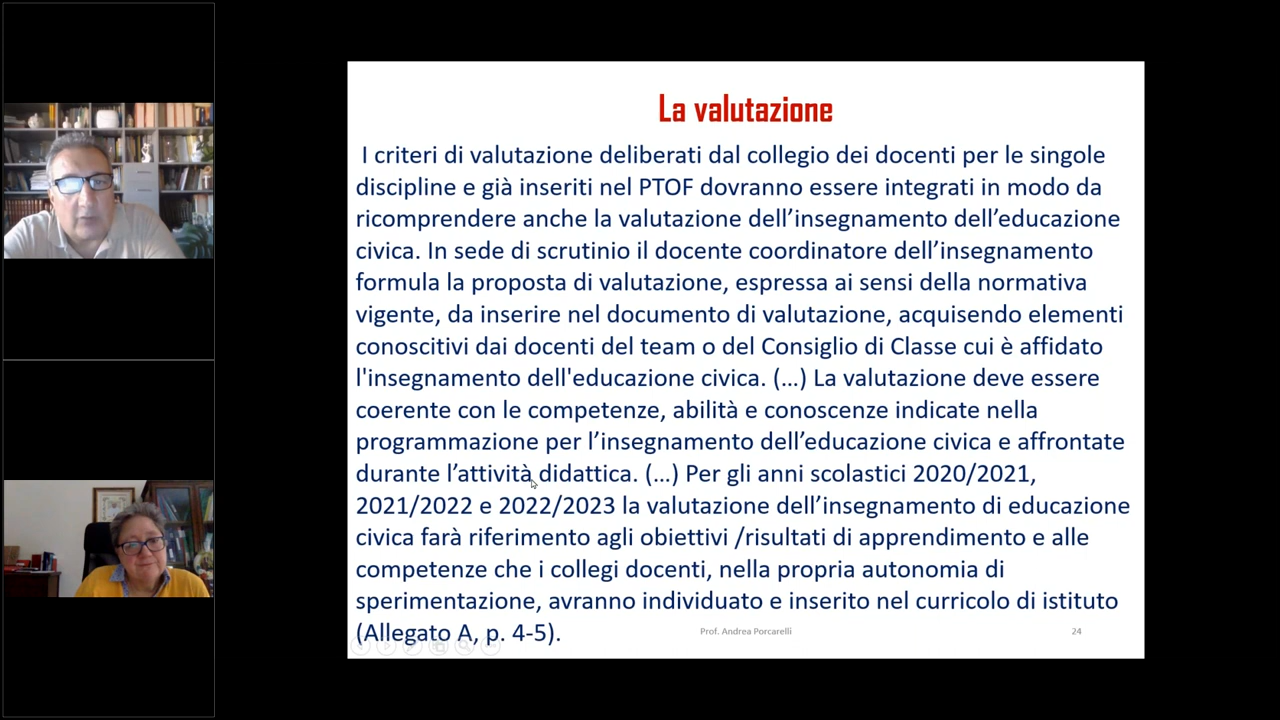 La valutazione
I criteri di valutazione deliberati dal collegio dei docenti per le singole
discipline e già inseriti nel PTOF dovranno essere integrati in modo da
ricomprendere anche la valutazione dell’insegnamento dell’educazione
civica. In sede di scrutinio il docente coordinatore dell’insegnamento
formula la proposta di valutazione, espressa ai sensi della normativa
vigente, da inserire nel documento di valutazione, acquisendo elementi
conoscitivi dai docenti del team o del Consiglio di Classe cui è affidato
l'insegnamento dell'educazione civica. (…) La valutazione deve essere
coerente con le competenze, abilità e conoscenze indicate nella
programmazione per l’insegnamento dell’educazione civica e affrontate
durante l’attività didattica. (…) Per gli anni scolastici 2020/2021,
2021/2022 e 2022/2023 la valutazione dell’insegnamento di educazione
civica farà riferimento agli obiettivi /risultati di apprendimento e alle
competenze che i collegi docenti, nella propria autonomia di
sperimentazione, avranno individuato e inserito nel curricolo di istituto
(Allegato A, p. 4-5).
Prof. Andrea Porcarelli
24